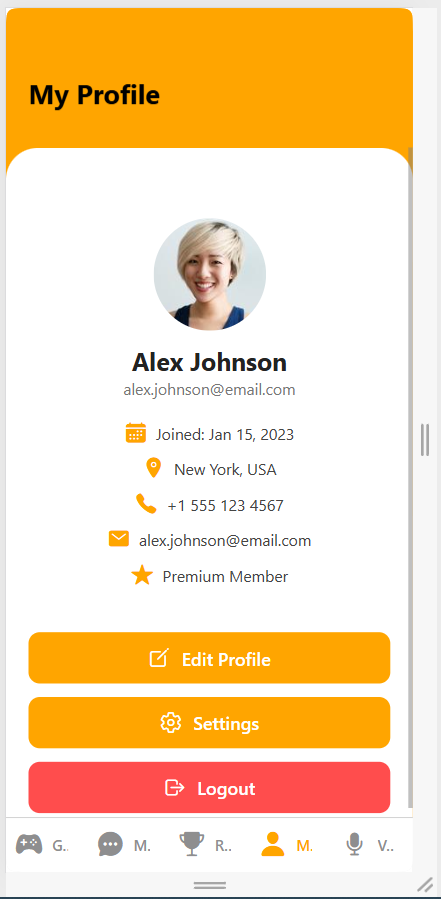 My Profile
Alex Johnson
alex.johnson@email.com
Joined: Jan 15, 2023
New York, USA
+1 555 123 4567
alex.johnson@email.com
Premium Member
Edit Profile
Settings
Logout
G.. M. R.. M. V..